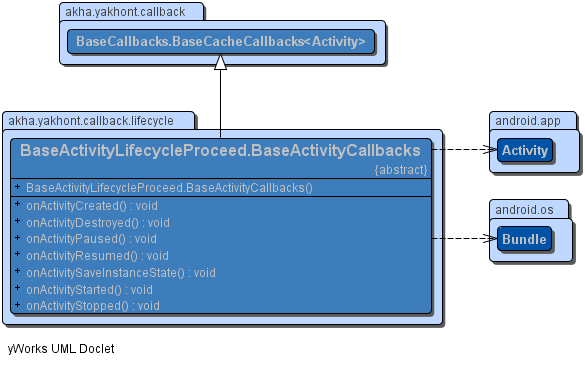 akha.yakhont.callback
BaseCallbacks.BaseCacheCallbacks<Activity>
akha.yakhont.callback.lifecycle
BaseActivityLifecycleProceed.BaseActivityCallbacks
{abstract}
+ BaseActivityLifecycleProceed.BaseActivityCallbacks()
+ onActivityCreated() : void
+ onActivityDestroyed() : void
+ onActivityPaused() : void
+ onActivityResumed() : void
+ onActivitySaveInstanceState() : void
+ onActivityStarted() : void
+ onActivityStopped() : void
android.app
Activity
android.os
Bundle
yWorks UML Doclet